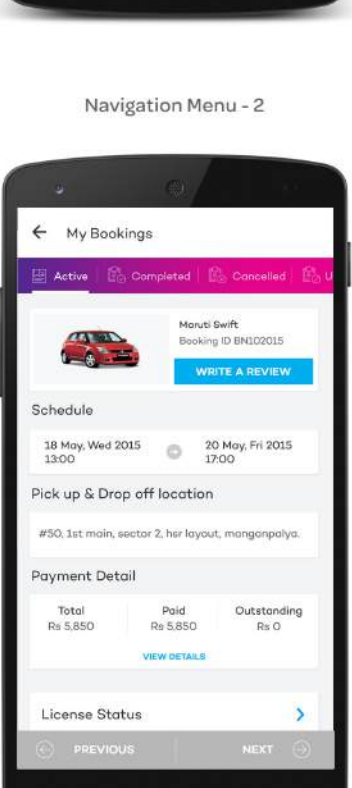 Navigation Menu - 2
My Bookings
Active Completed Cancelled U
Maruti Swift
Booking ID BN102015
WRITE A REVIEW
Schedule
18 May, Wed 2015 20 May, Fri 2015
13:00 17:00
Pick up & Drop off location
#50, 1st main, sector 2, hsr layout, manganpalya.
Payment Detail
Total Paid Outstanding
Rs 5,850 Rs 5,850 Rs 0
VIEW DETAILS
License Status
PREVIOUS NEXT